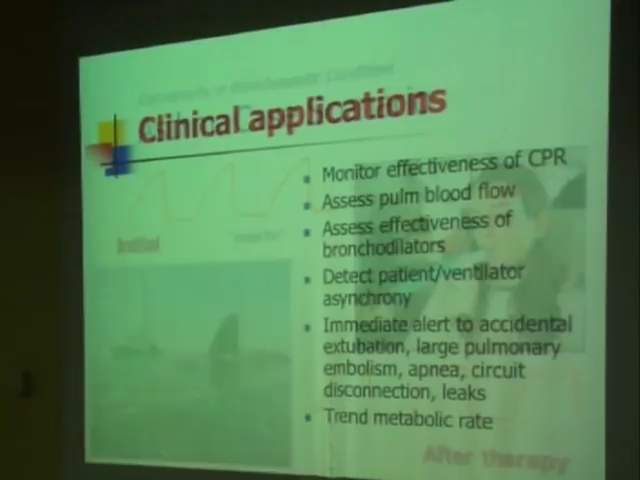 Clinical applications
Monitor effectiveness of CPR
Assess pulm blood flow
Assess effectiveness of
bronchodilators
Detect patient/ventilator
asynchrony
Immediate alert to accidental
extubation, large pulmonary
embolism, apnea, circuit
disconnection, leaks
Trend metabolic rate
Initial
After therapy